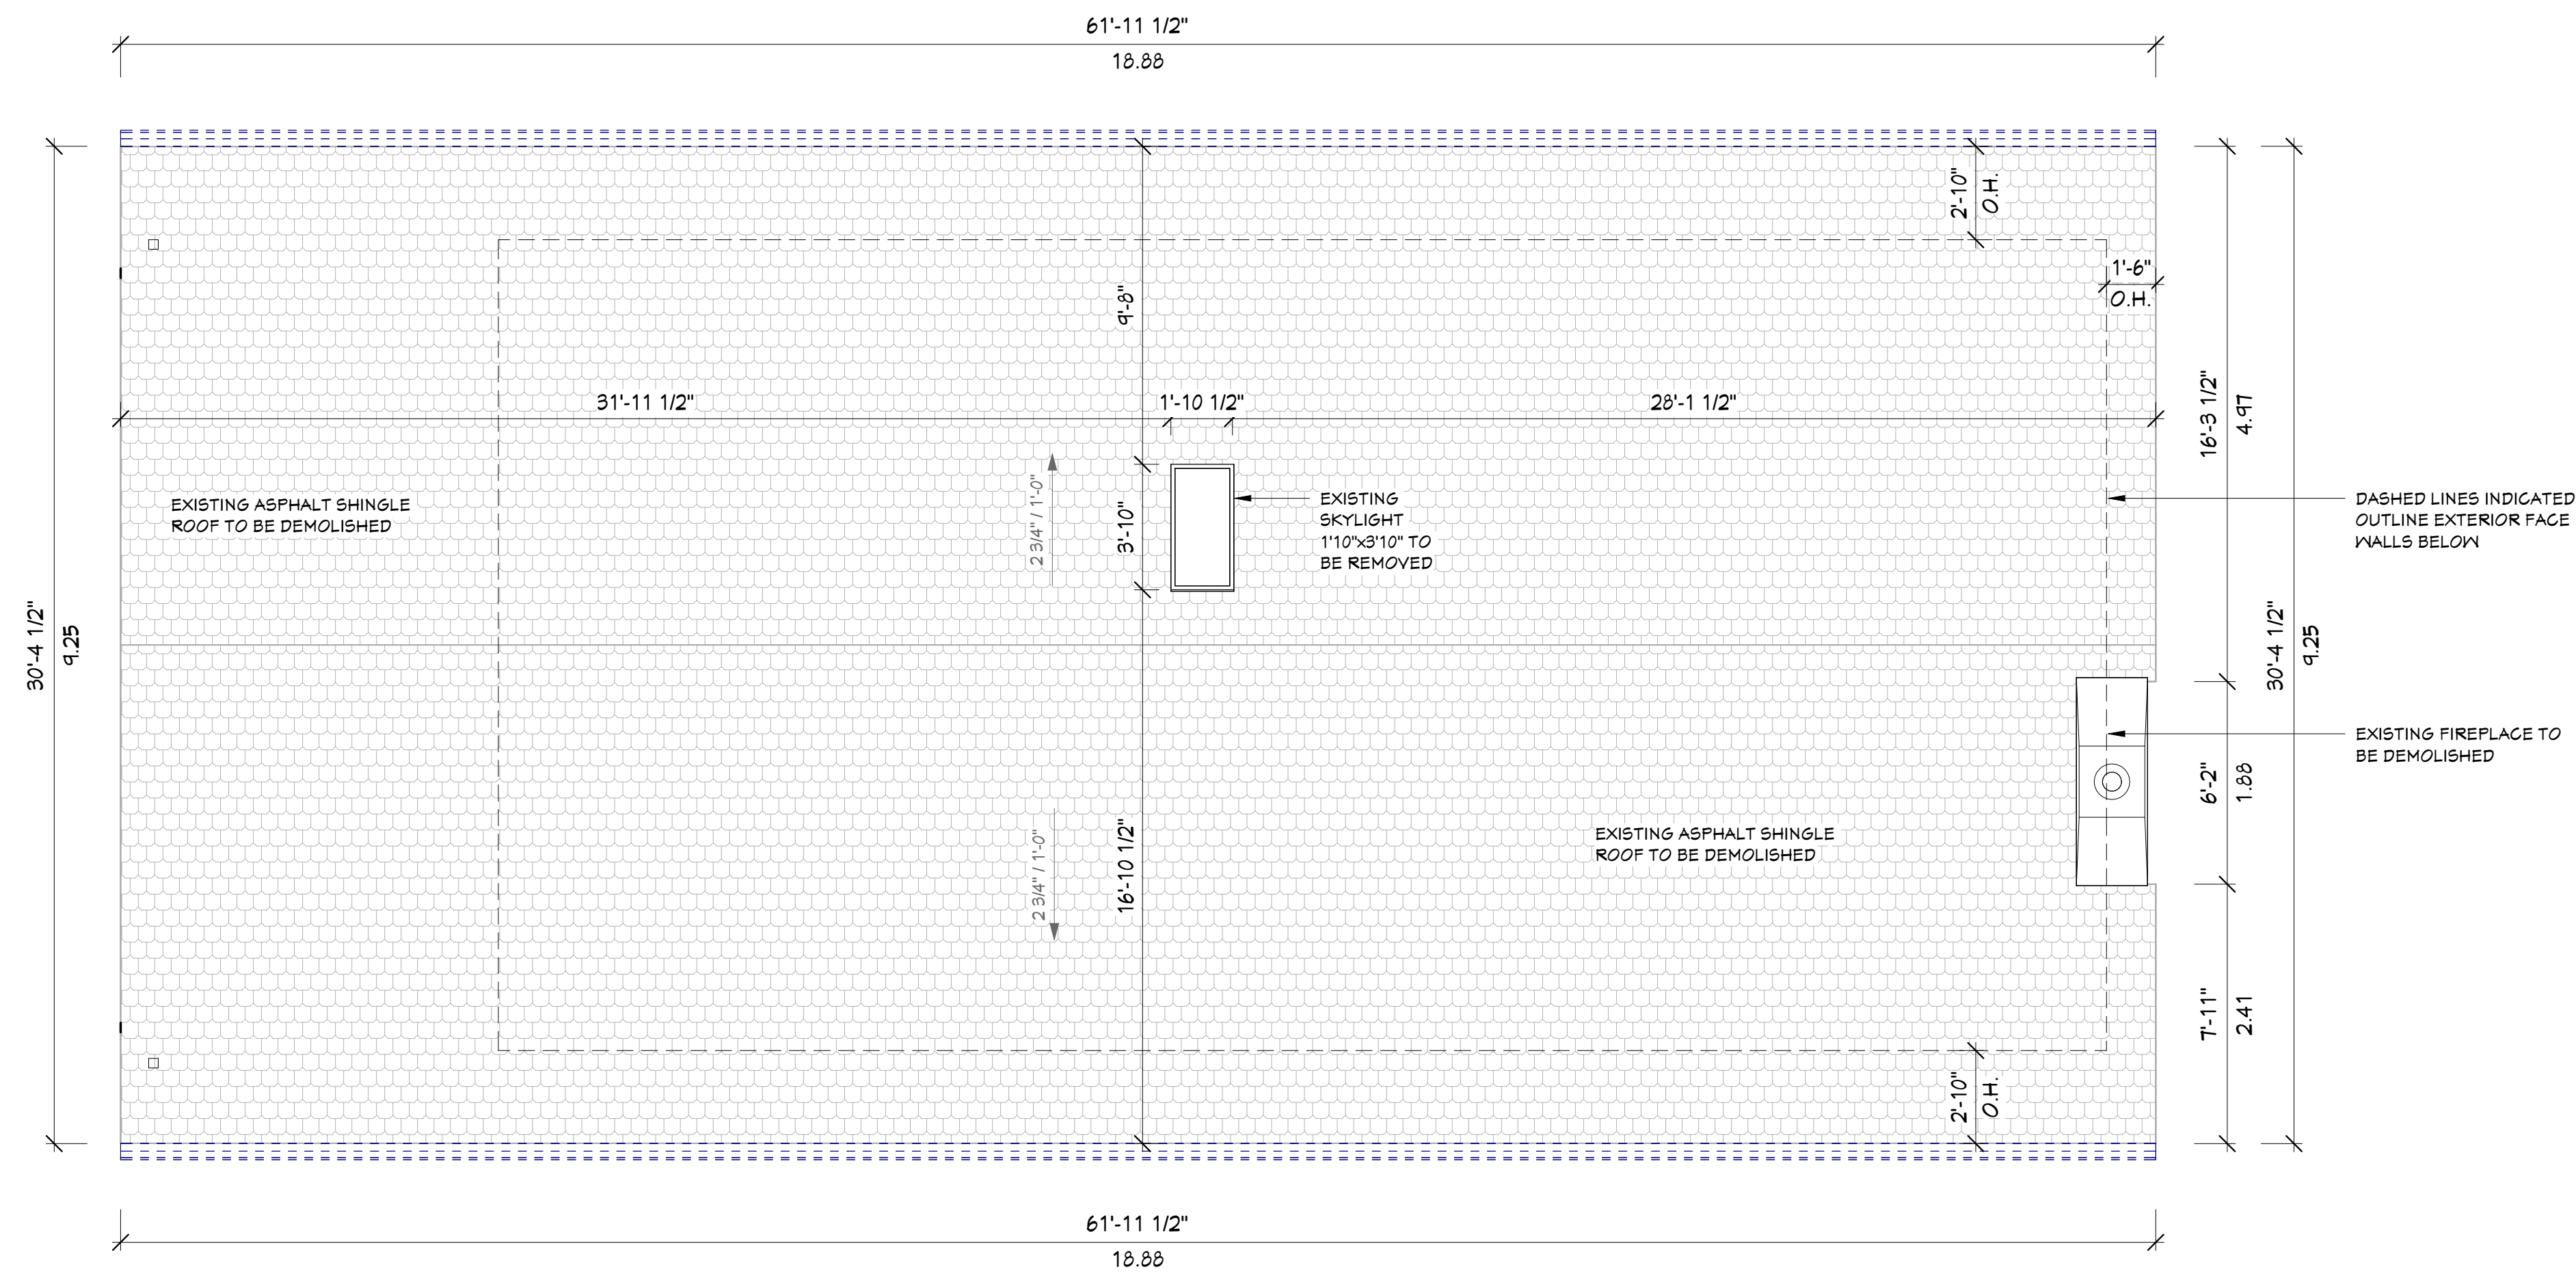 61'-11 1/2"
18.88
2'-10"
O.H.
1'-6"
O.H.
9'-8"
31'-11 1/2"
1'-10 1/2"
28'-1 1/2"
16'-3 1/2"
4.97
EXISTING ASPHALT SHINGLE
ROOF TO BE DEMOLISHED
2 3/4" / 1'-0"
3'-10"
EXISTING
SKYLIGHT
1'10"x3'10" TO
BE REMOVED
DASHED LINES INDICATED
OUTLINE EXTERIOR FACE
WALLS BELOW
30'-4 1/2"
9.25
30'-4 1/2"
9.25
EXISTING FIREPLACE TO
BE DEMOLISHED
6'-2"
1.88
2 3/4" / 1'-0"
16'-10 1/2"
EXISTING ASPHALT SHINGLE
ROOF TO BE DEMOLISHED
7'-11"
2.41
2'-10"
O.H.
61'-11 1/2"
18.88